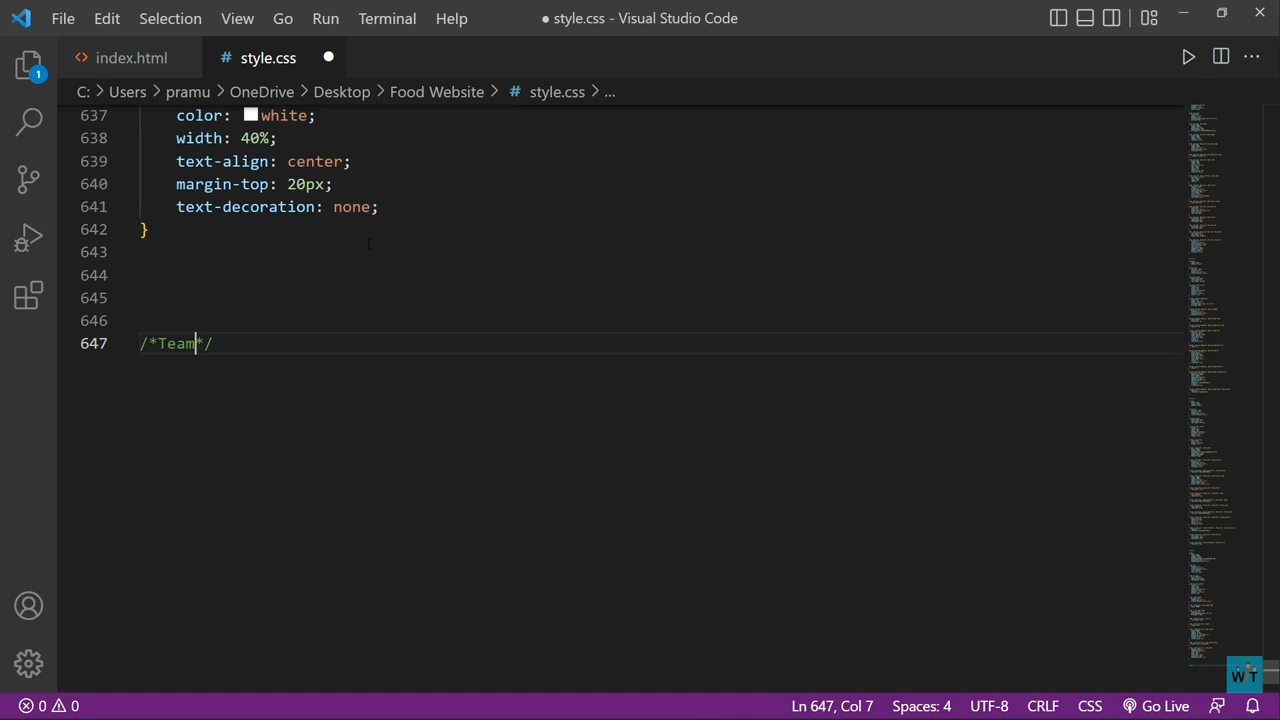 File Edit Selection View Go Run Terminal Help ● style.css - Visual Studio Code
<> index.html # style.css ●
C: > Users > pramu > OneDrive > Desktop > Food Website > # style.css > ...
637 color: white;
638 width: 40%;
639 text-align: center;
640 margin-top: 20px;
641 text-decoration: none;
642 }
643
644
645
646
647 /*Team*/
1
WT
0 0 Ln 647, Col 7 Spaces: 4 UTF-8 CRLF CSS Go Live